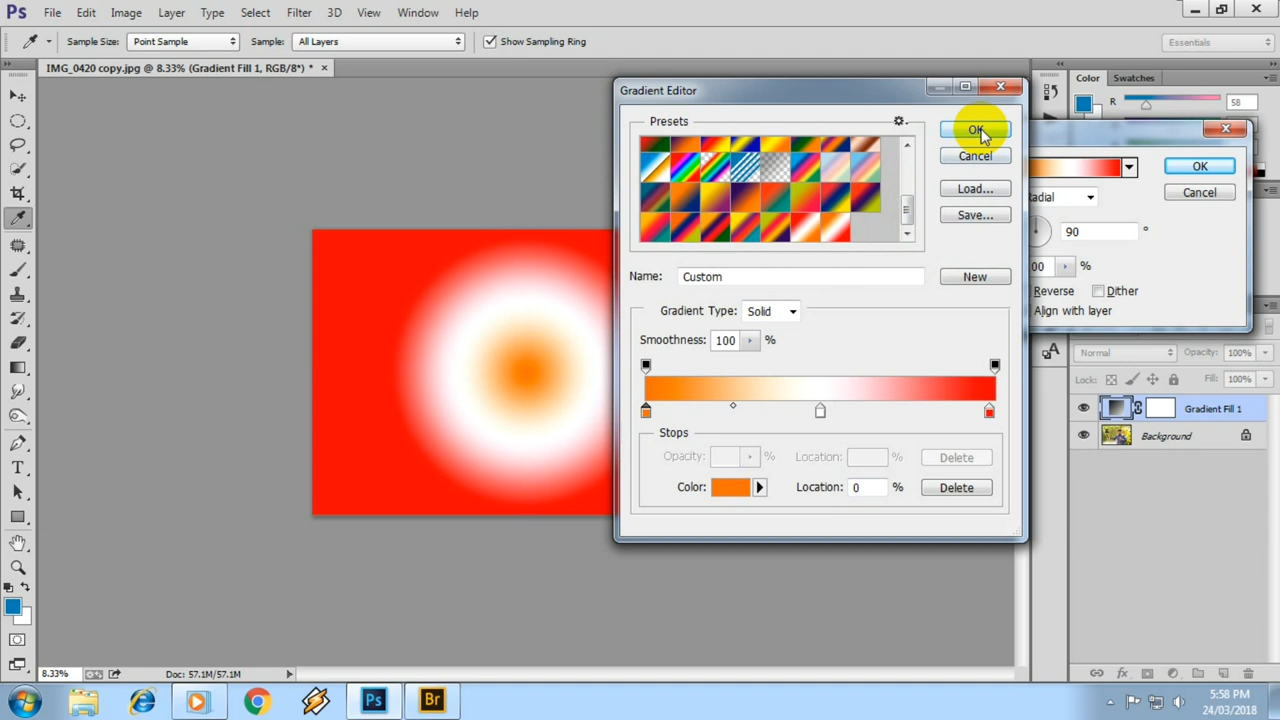 Ps File Edit Image Layer Type Select Filter 3D View Window Help
Sample Size: Point Sample Sample: All Layers Show Sampling Ring Essentials
IMG_0420 copy.jpg @ 8.33% (Gradient Fill 1, RGB/8*) * ×
Gradient Editor
Color Swatches
R 58
Presets
OK
Cancel
Load...
Save...
Name: Custom New
Gradient Type: Solid
Smoothness: 100 %
Stops
Opacity: % Location: % Delete
Color: Location: 0 % Delete
OK
Cancel
90 °
%
Reverse Dither
Align with layer
Normal Opacity: 100%
Lock: Fill: 100%
Gradient Fill 1
Background
T
A
fx
8.33% Doc: 57.1M/57.1M
Ps Br
5:58 PM
24/03/2018